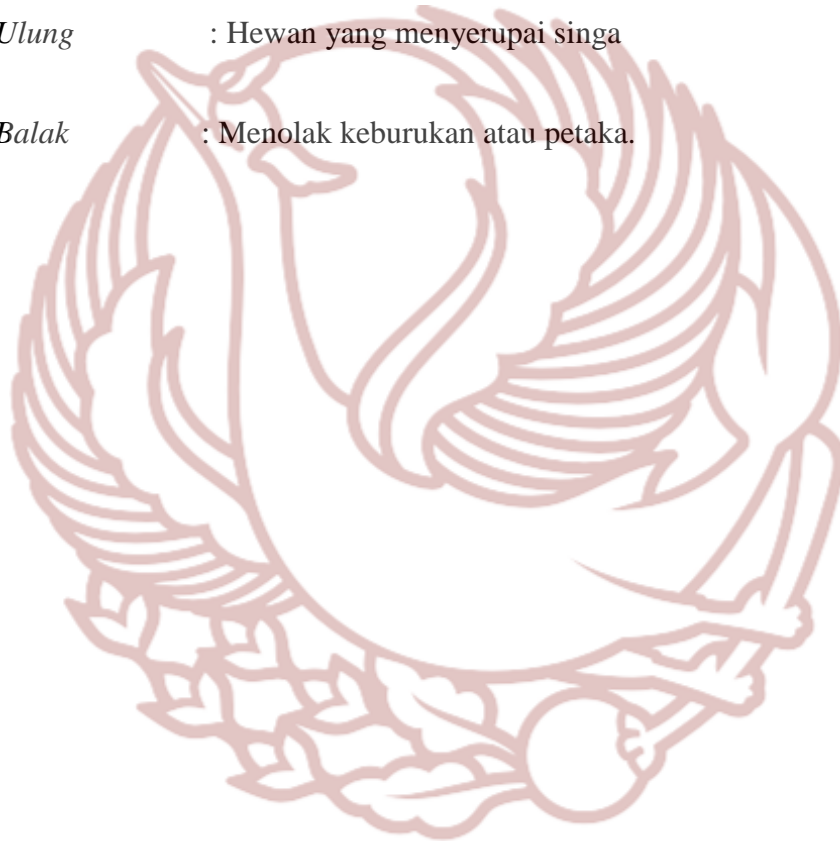 Ulung : Hewan yang menyerupai singa
Balak : Menolak keburukan atau petaka.